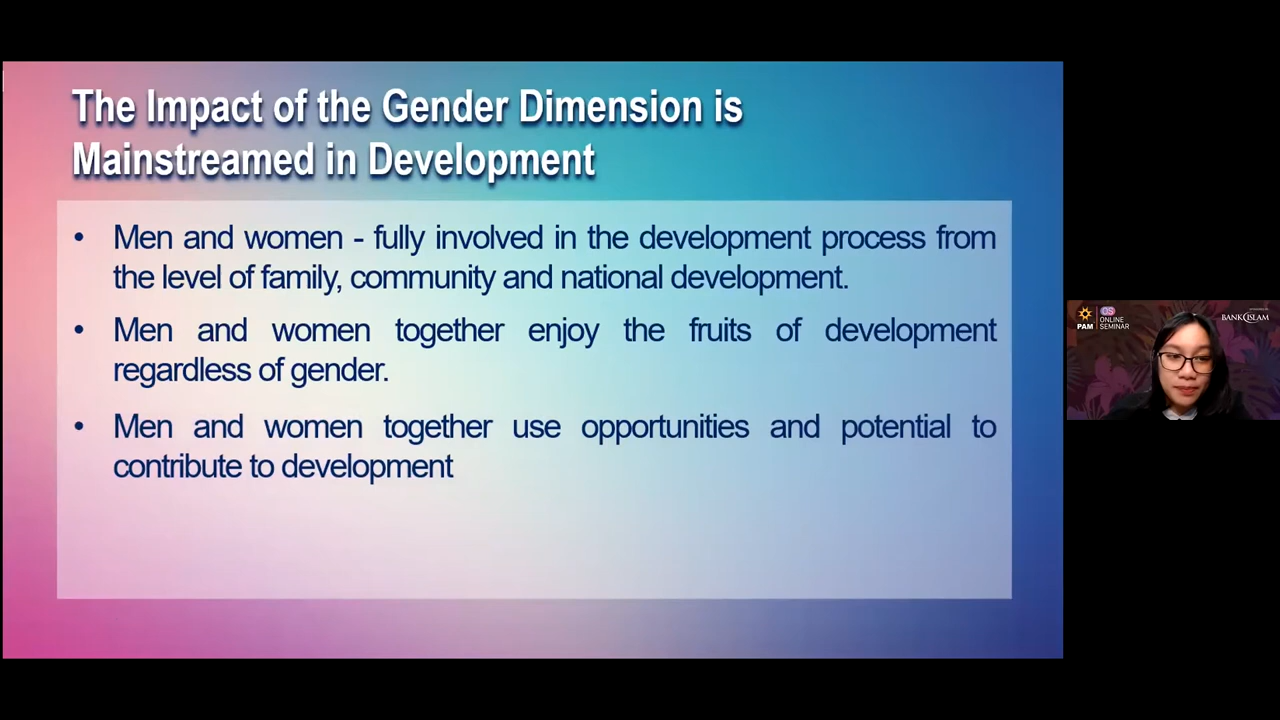 The Impact of the Gender Dimension is
Mainstreamed in Development
• Men and women - fully involved in the development process from
the level of family, community and national development.
• Men and women together enjoy the fruits of development
regardless of gender.
• Men and women together use opportunities and potential to
contribute to development
PAM
OS
ONLINE
SEMINAR
BANK ISLAM